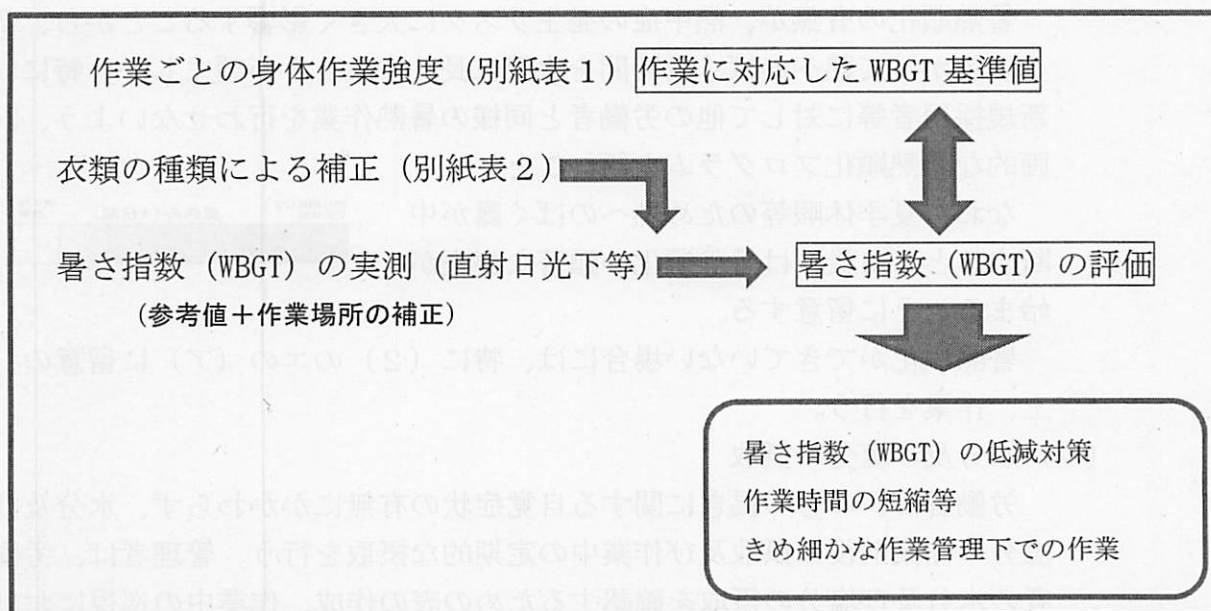 作業ごとの身体作業強度（別紙表１）作業に対応した WBGT 基準値
衣類の種類による補正（別紙表２）
暑さ指数（WBGT）の実測（直射日光下等）
暑さ指数（WBGT）の評価
（参考値＋作業場所の補正）
暑さ指数（WBGT）の低減対策
作業時間の短縮等
きめ細かな作業管理下での作業